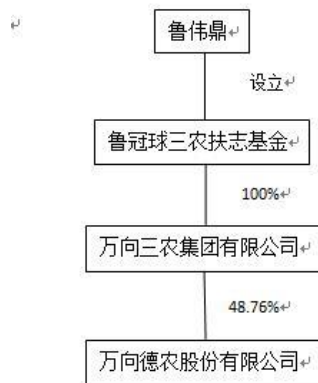 鲁伟鼎
设立
鲁冠球三农扶志基金
100%
万向三农集团有限公司
48.76%
万向德农股份有限公司